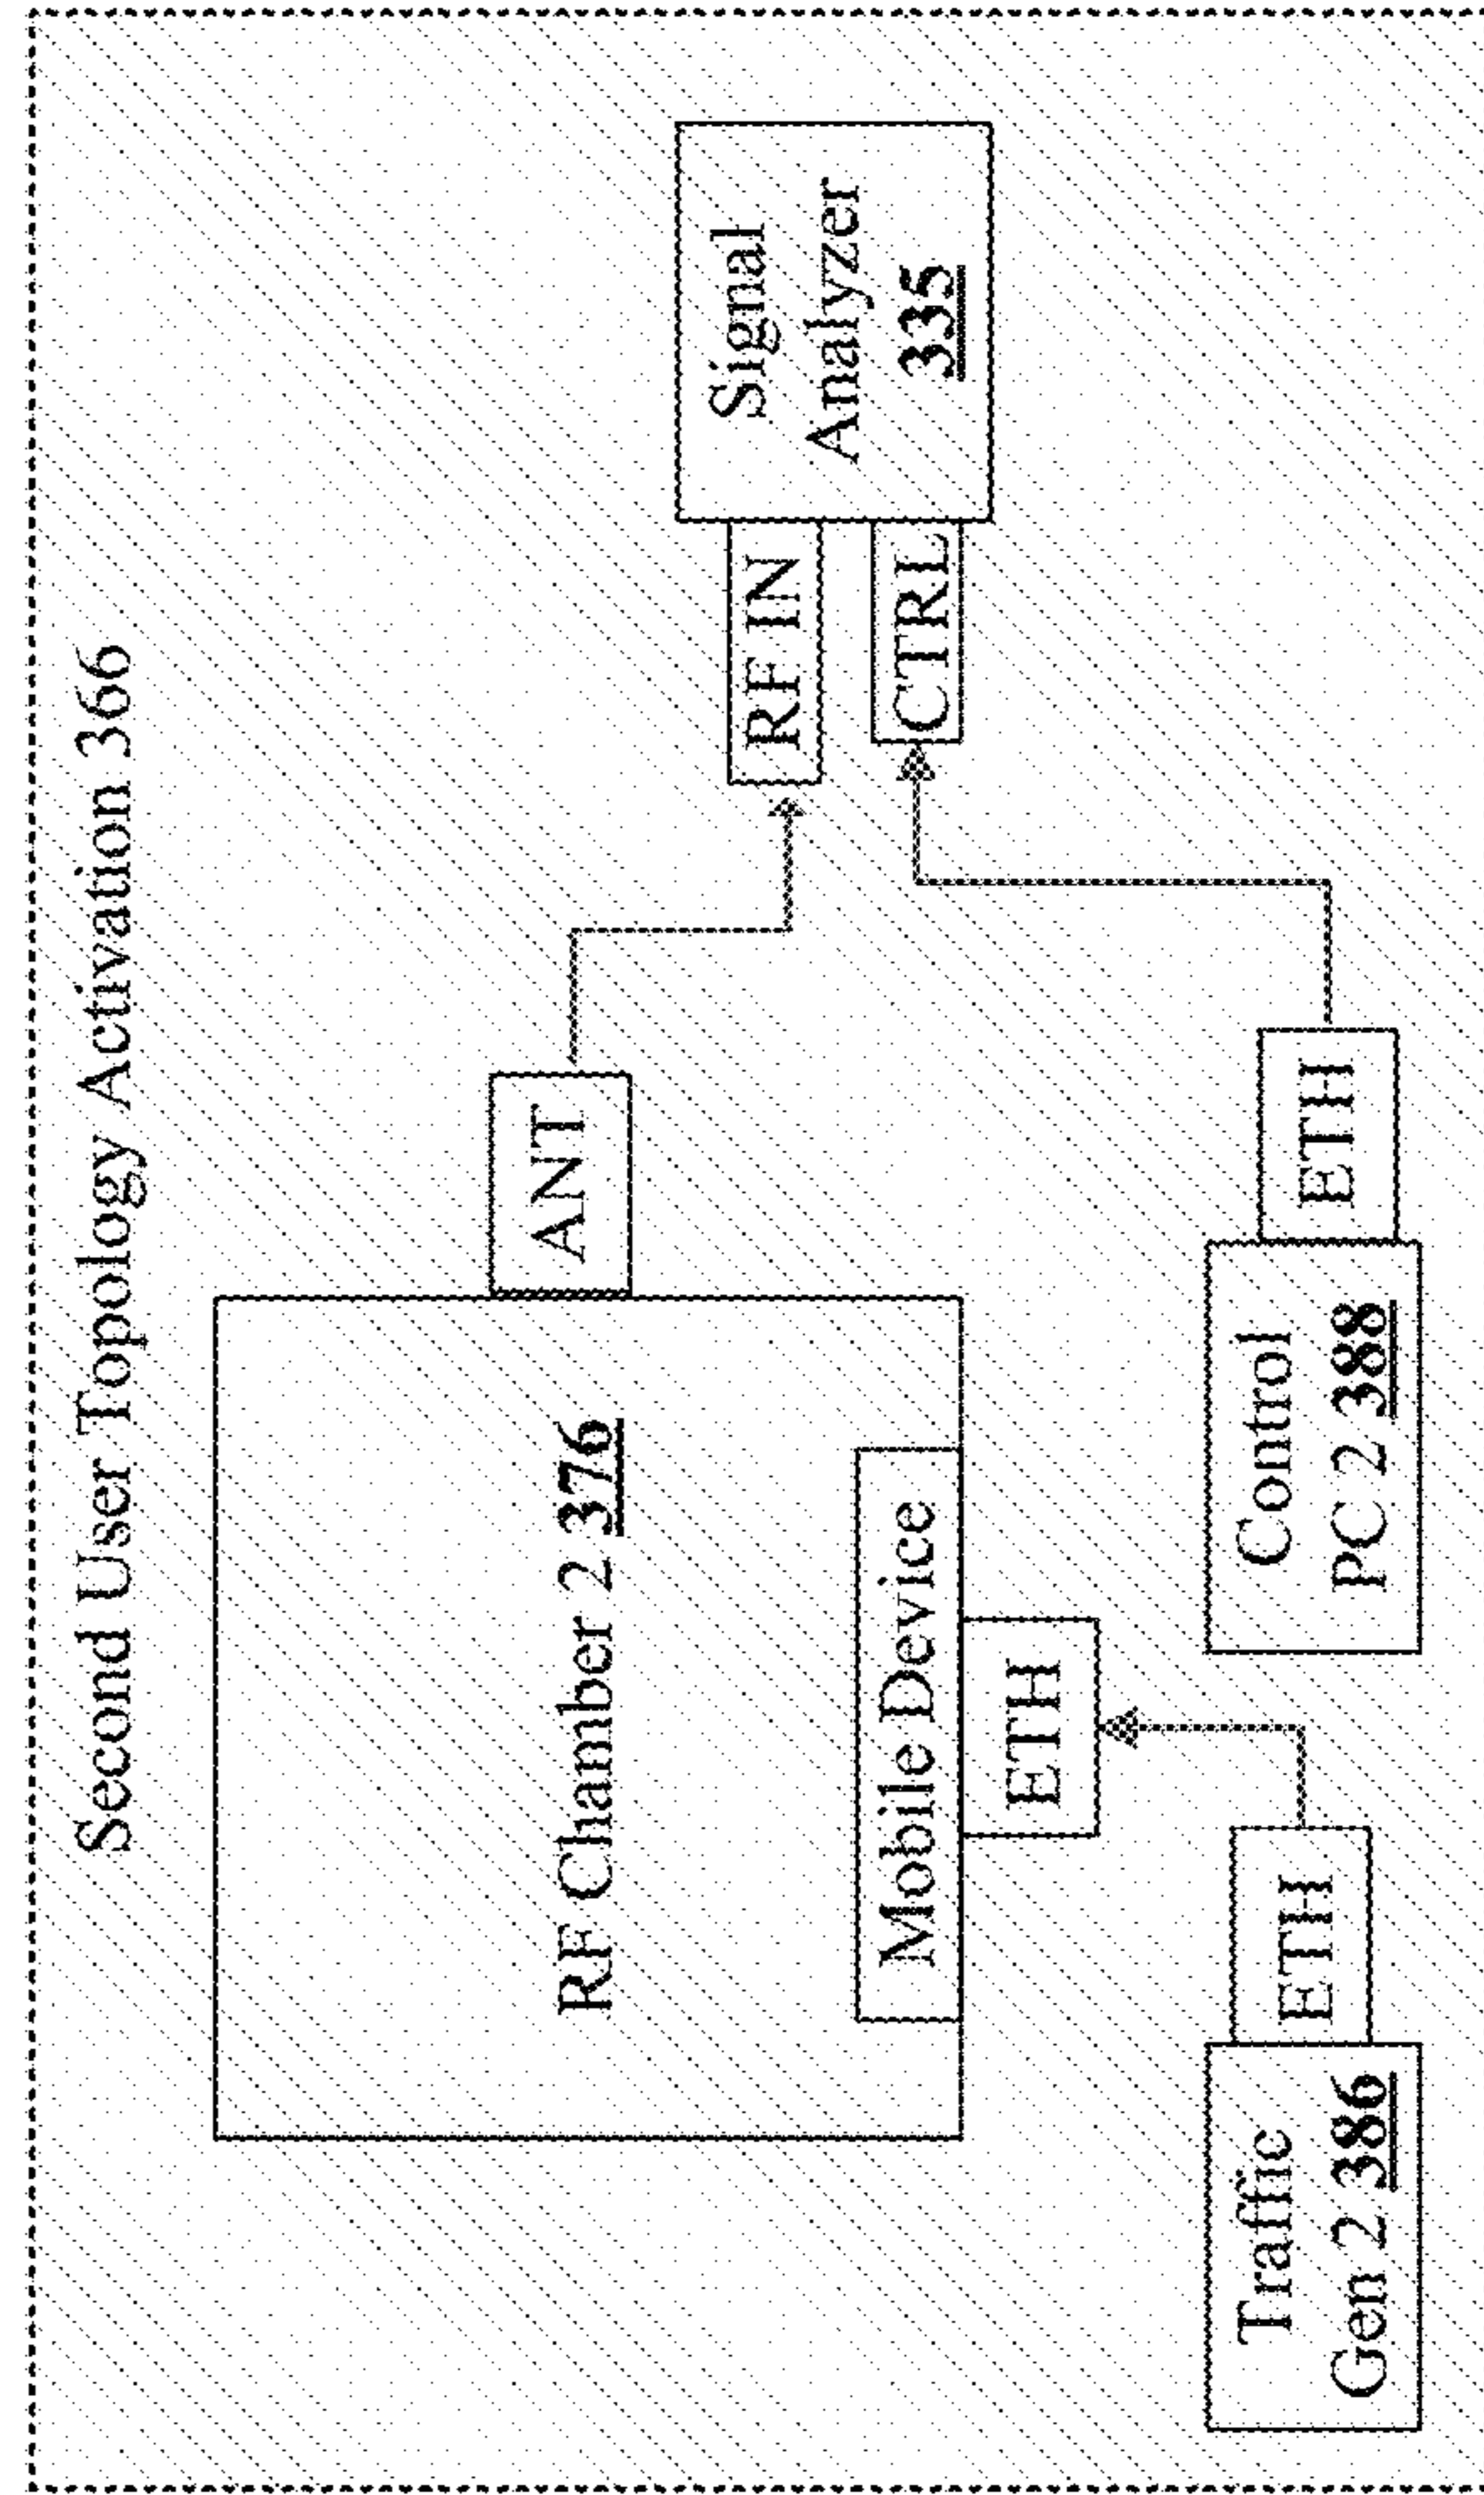 Second User Topology Activation 366
RF Chamber 2 376
ANT
Mobile Device
ETH
RF IN
CTRL
Signal
Analyzer
335
Traffic
Gen 2 386
ETH
Control
PC 2 388
ETH